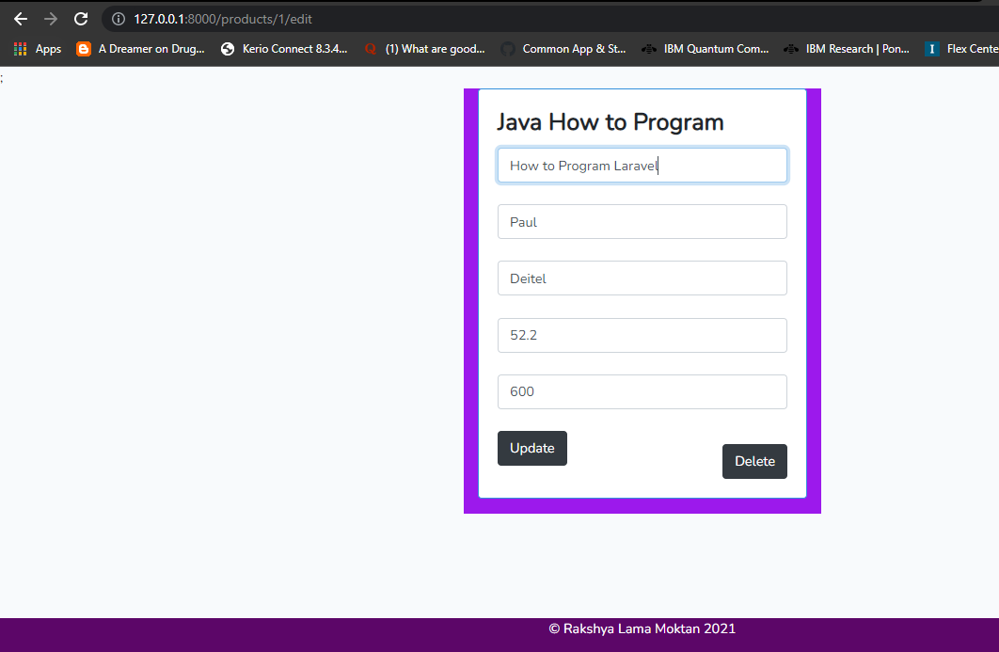 127.0.0.1:8000/products/1/edit
Apps A Dreamer on Drug... Kerio Connect 8.3.4... (1) What are good... Common App & St... IBM Quantum Com... IBM Research | Pon... Flex Cente
;
Java How to Program
How to Program Laravel
Paul
Deitel
52.2
600
Update
Delete
© Rakshya Lama Moktan 2021